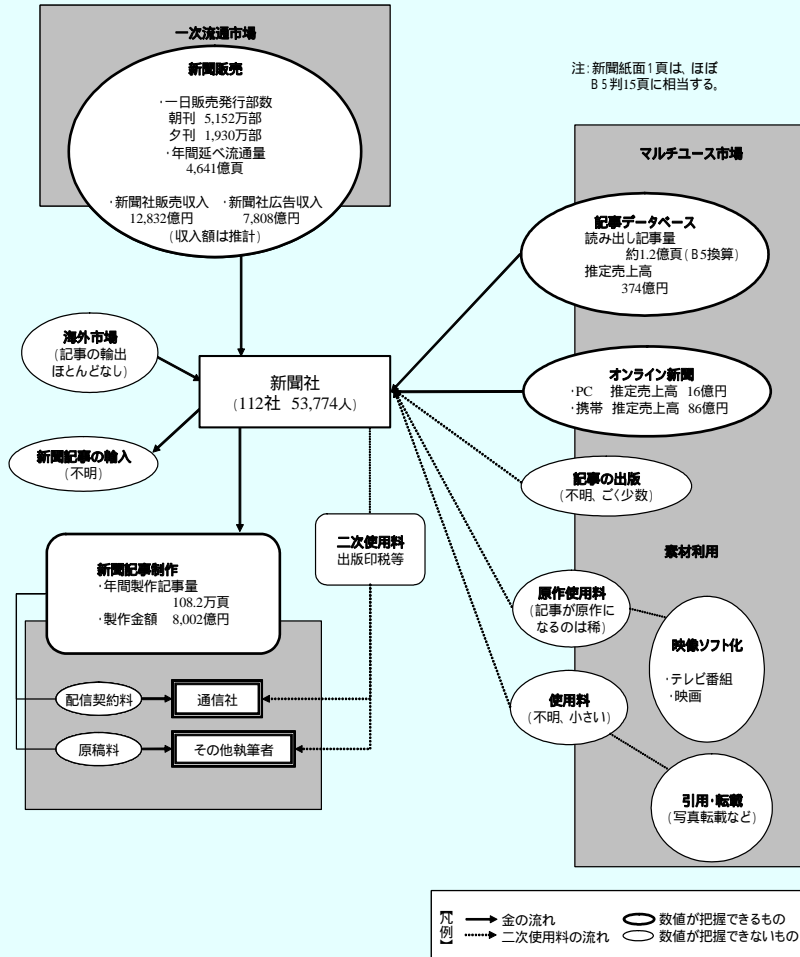 一次流通市場
新聞販売
・一日販売発行部数
朝刊 5,152万部
夕刊 1,930万部
・年間延べ流通量
4,641億頁
・新聞社販売収入 ・新聞社広告収入
12,832億円 7,808億円
(収入額は推計)
注:新聞紙面1頁は、ほぼ
B5判15頁に相当する。
マルチユース市場
記事データベース
読み出し記事量
約1.2億頁(B5換算)
推定売上高
374億円
海外市場
(記事の輸出
ほとんどなし)
新聞社
(112社 53,774人)
オンライン新聞
・PC 推定売上高 16億円
・携帯 推定売上高 86億円
新聞記事の輸入
(不明)
記事の出版
(不明、ごく少数)
二次使用料
出版印税等
素材利用
新聞記事制作
・年間製作記事量
108.2万頁
・製作金額 8,002億円
原作使用料
(記事が原作に
なるのは稀)
映像ソフト化
・テレビ番組
・映画
配信契約料
通信社
使用料
(不明、小さい)
原稿料
その他執筆者
引用・転載
(写真転載など)
【凡例】
金の流れ
数値が把握できるもの
二次使用料の流れ
数値が把握できないもの